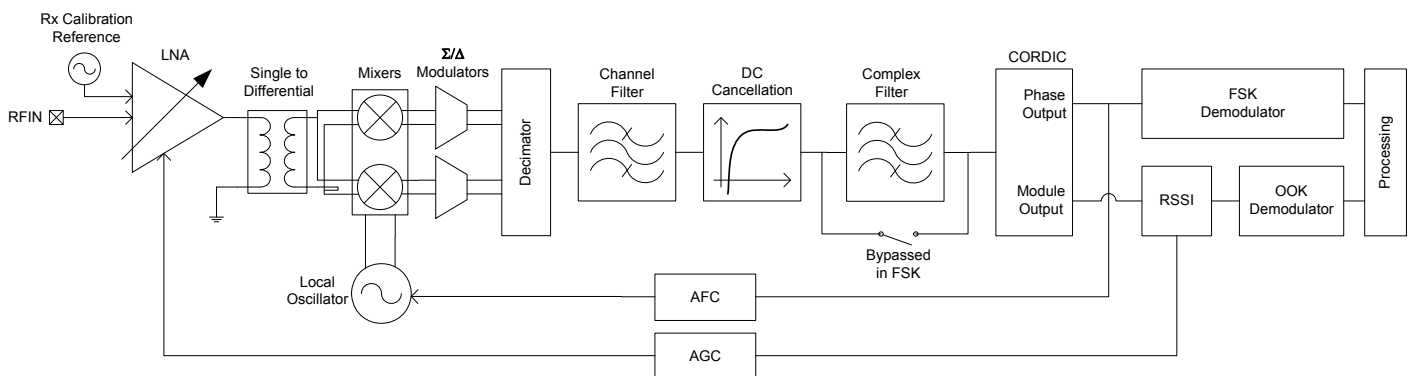 Rx Calibration
Reference
LNA
RFIN
Single to
Differential
Mixers
Σ/Δ
Modulators
Decimator
Channel
Filter
DC
Cancellation
Complex
Filter
Bypassed
in FSK
CORDIC
Phase
Output
Module
Output
FSK
Demodulator
RSSI
OOK
Demodulator
Processing
Local
Oscillator
AFC
AGC